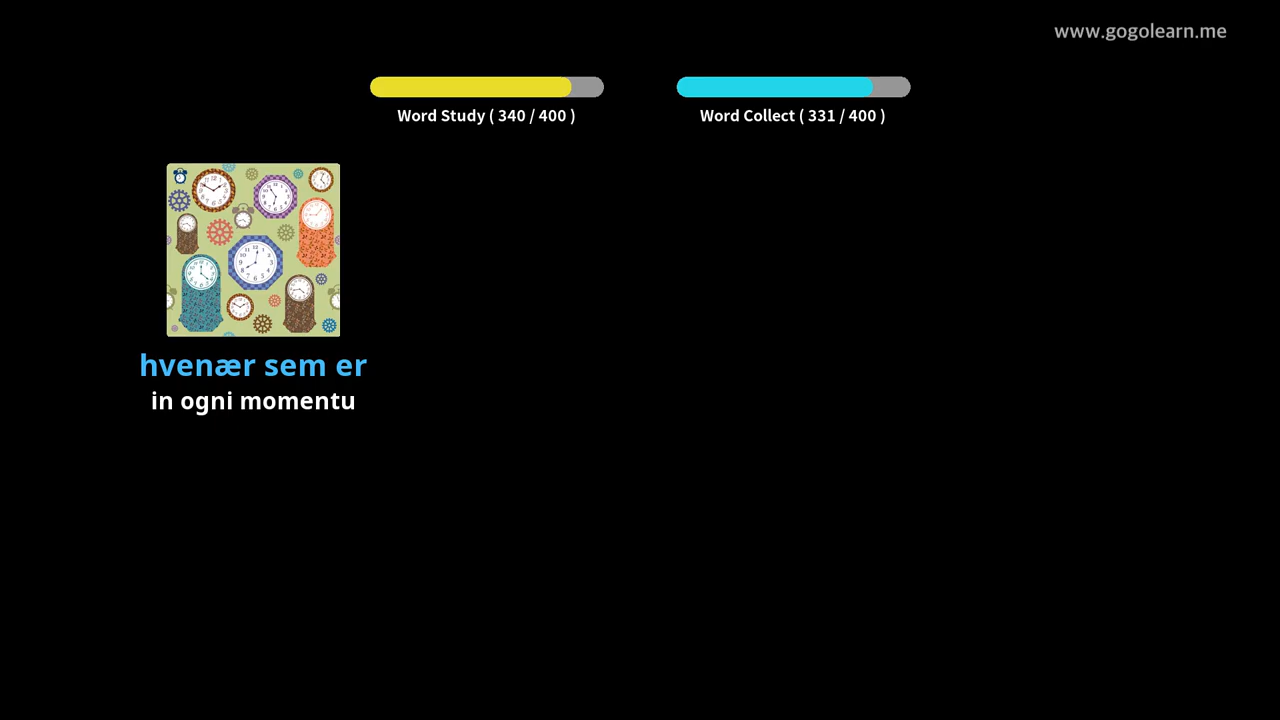 www.gogolearn.me
Word Study ( 340 / 400 )
Word Collect ( 331 / 400 )
hvenær sem er
in ogni momentu